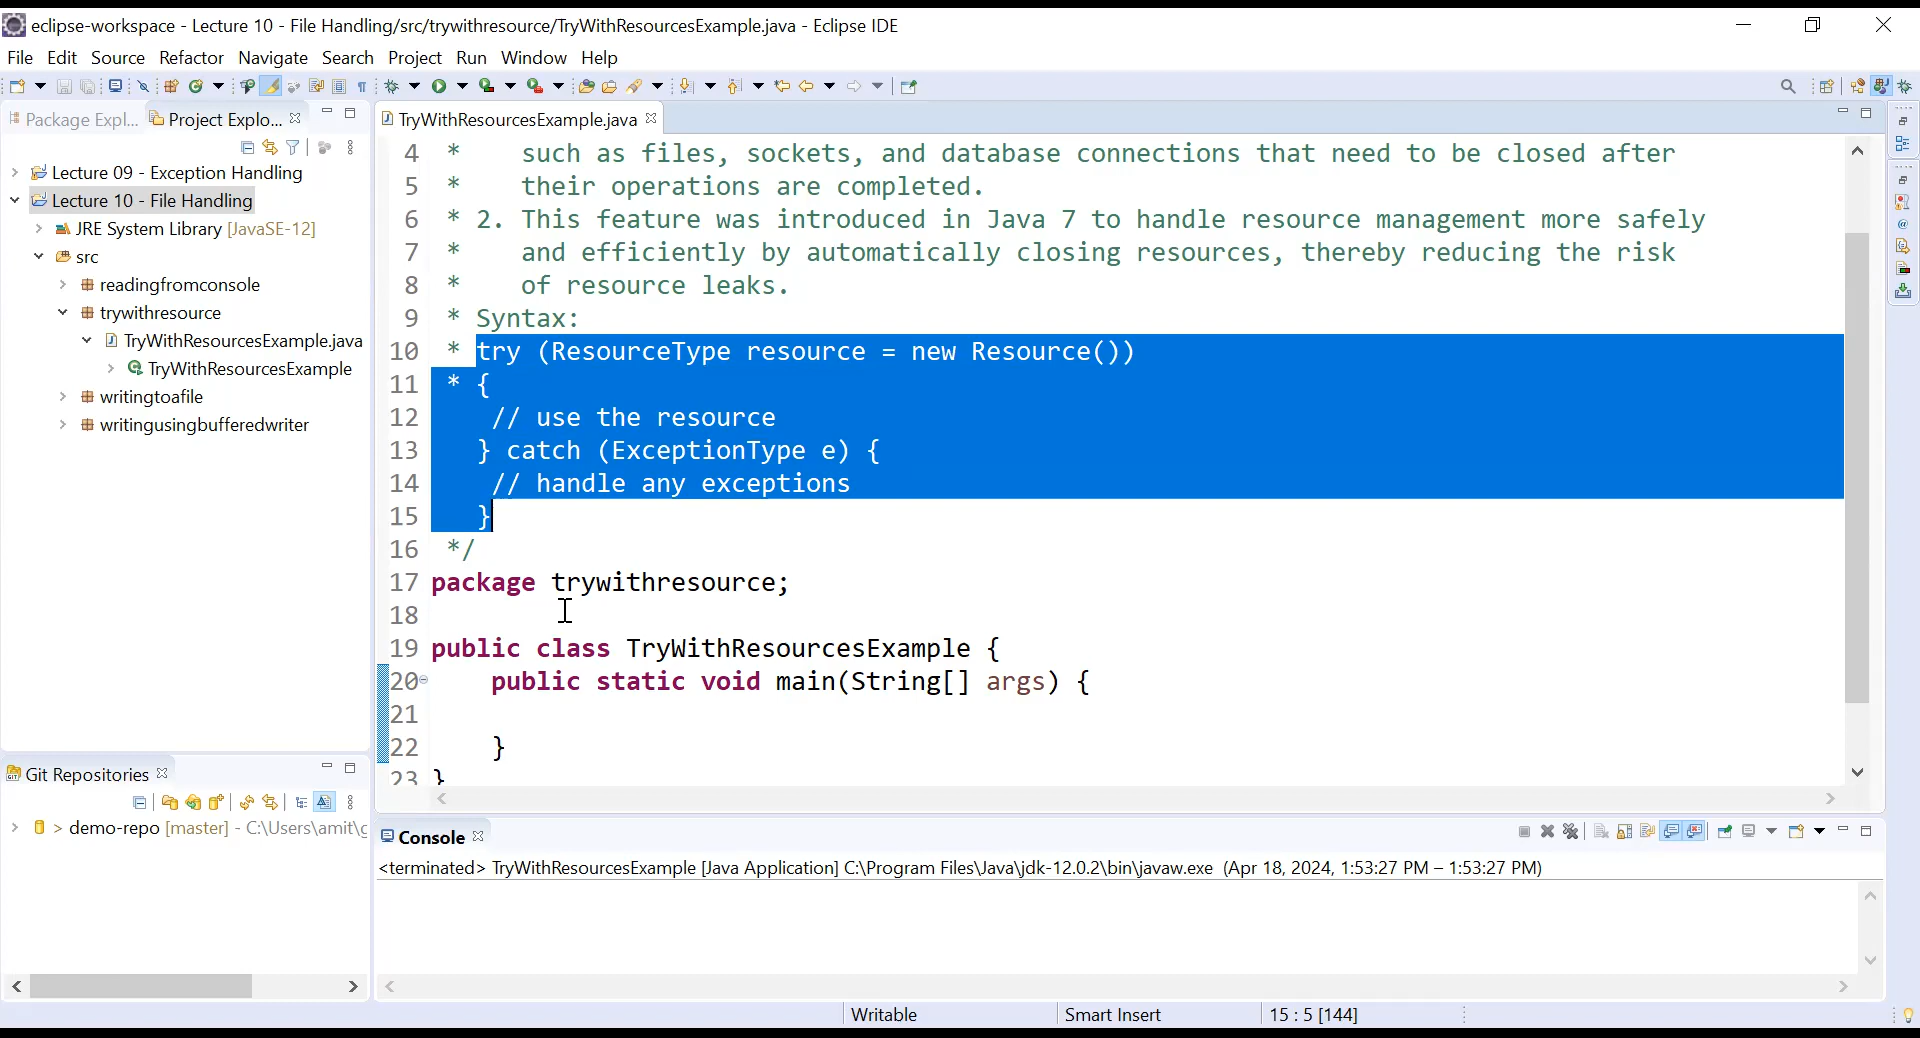 eclipse-workspace - Lecture 10 - File Handling/src/trywithresource/TryWithResourcesExample.java - Eclipse IDE
File Edit Source Refactor Navigate Search Project Run Window Help
Package Expl...
Project Explo...
Lecture 09 - Exception Handling
Lecture 10 - File Handling
JRE System Library [JavaSE-12]
src
readingfromconsole
trywithresource
TryWithResourcesExample.java
TryWithResourcesExample
writingtoafile
writingusingbufferedwriter
Git Repositories
> demo-repo [master] - C:\Users\amit\g
TryWithResourcesExample.java
4 * such as files, sockets, and database connections that need to be closed after
5 * their operations are completed.
6 * 2. This feature was introduced in Java 7 to handle resource management more safely
7 * and efficiently by automatically closing resources, thereby reducing the risk
8 * of resource leaks.
9 * Syntax:
10 * try (ResourceType resource = new Resource())
11 * {
12 // use the resource
13 } catch (ExceptionType e) {
14 // handle any exceptions
15 }
16 */
17 package trywithresource;
18
19 public class TryWithResourcesExample {
20 public static void main(String[] args) {
21
22 }
23 }
Console
<terminated> TryWithResourcesExample [Java Application] C:\Program Files\Java\jdk-12.0.2\bin\javaw.exe (Apr 18, 2024, 1:53:27 PM – 1:53:27 PM)
Writable Smart Insert 15 : 5 [144]